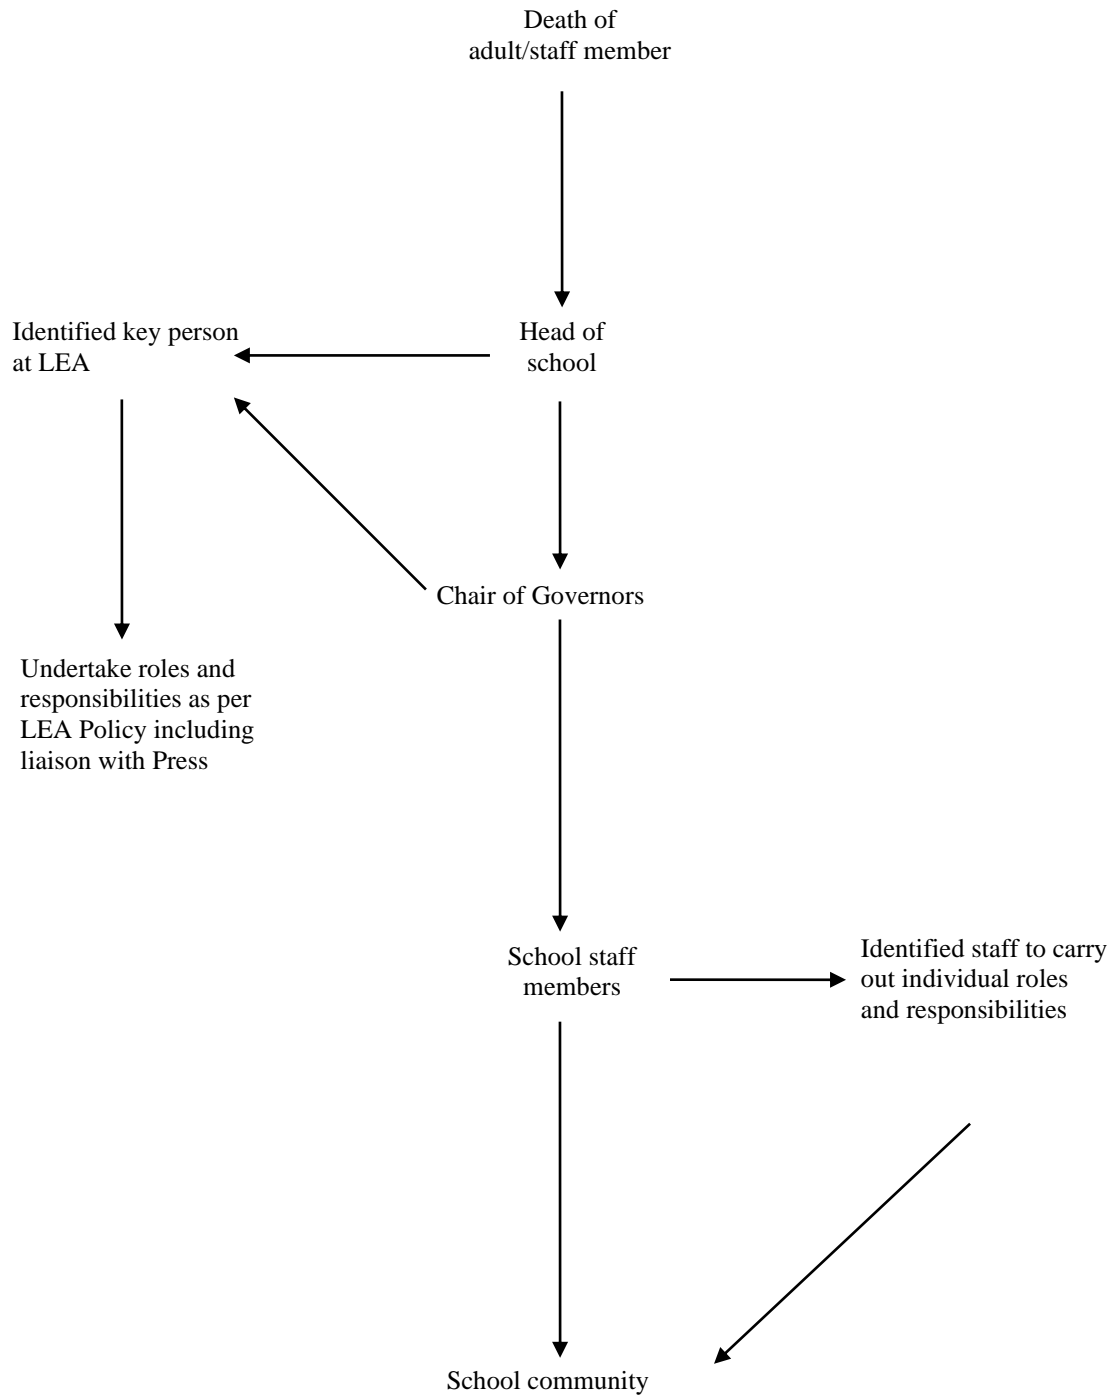 Death of
adult/staff member
Identified key person
at LEA
Head of
school
Chair of Governors
Undertake roles and
responsibilities as per
LEA Policy including
liaison with Press
School staff
members
Identified staff to carry
out individual roles
and responsibilities
School community